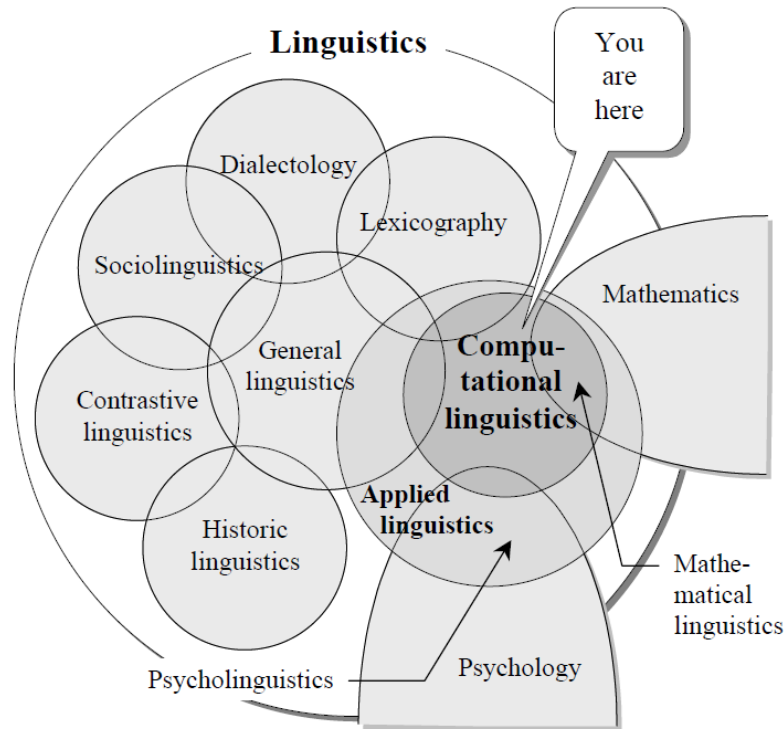 Linguistics
You
are
here
Dialectology
Lexicography
Sociolinguistics
Mathematics
General
linguistics
Compu-
tational
linguistics
Contrastive
linguistics
Applied
linguistics
Historic
linguistics
Mathe-
matical
linguistics
Psycholinguistics
Psychology